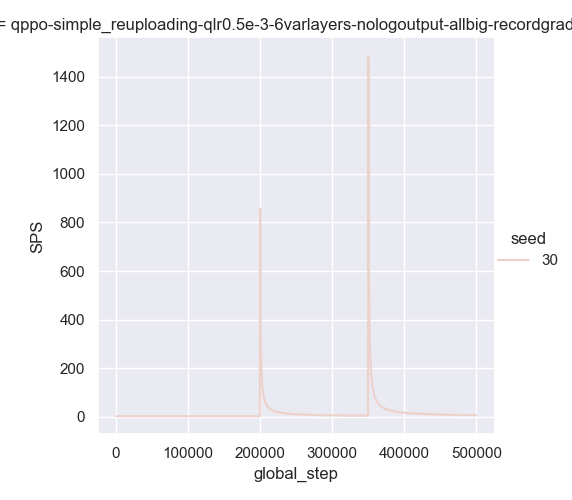 = qppo-simple_reuploading-qlr0.5e-3-6varlayers-nologoutput-allbig-recordgrad
1400
1200
1000
800
600
400
200
0
SPS
0 100000 200000 300000 400000 500000
global_step
seed
30